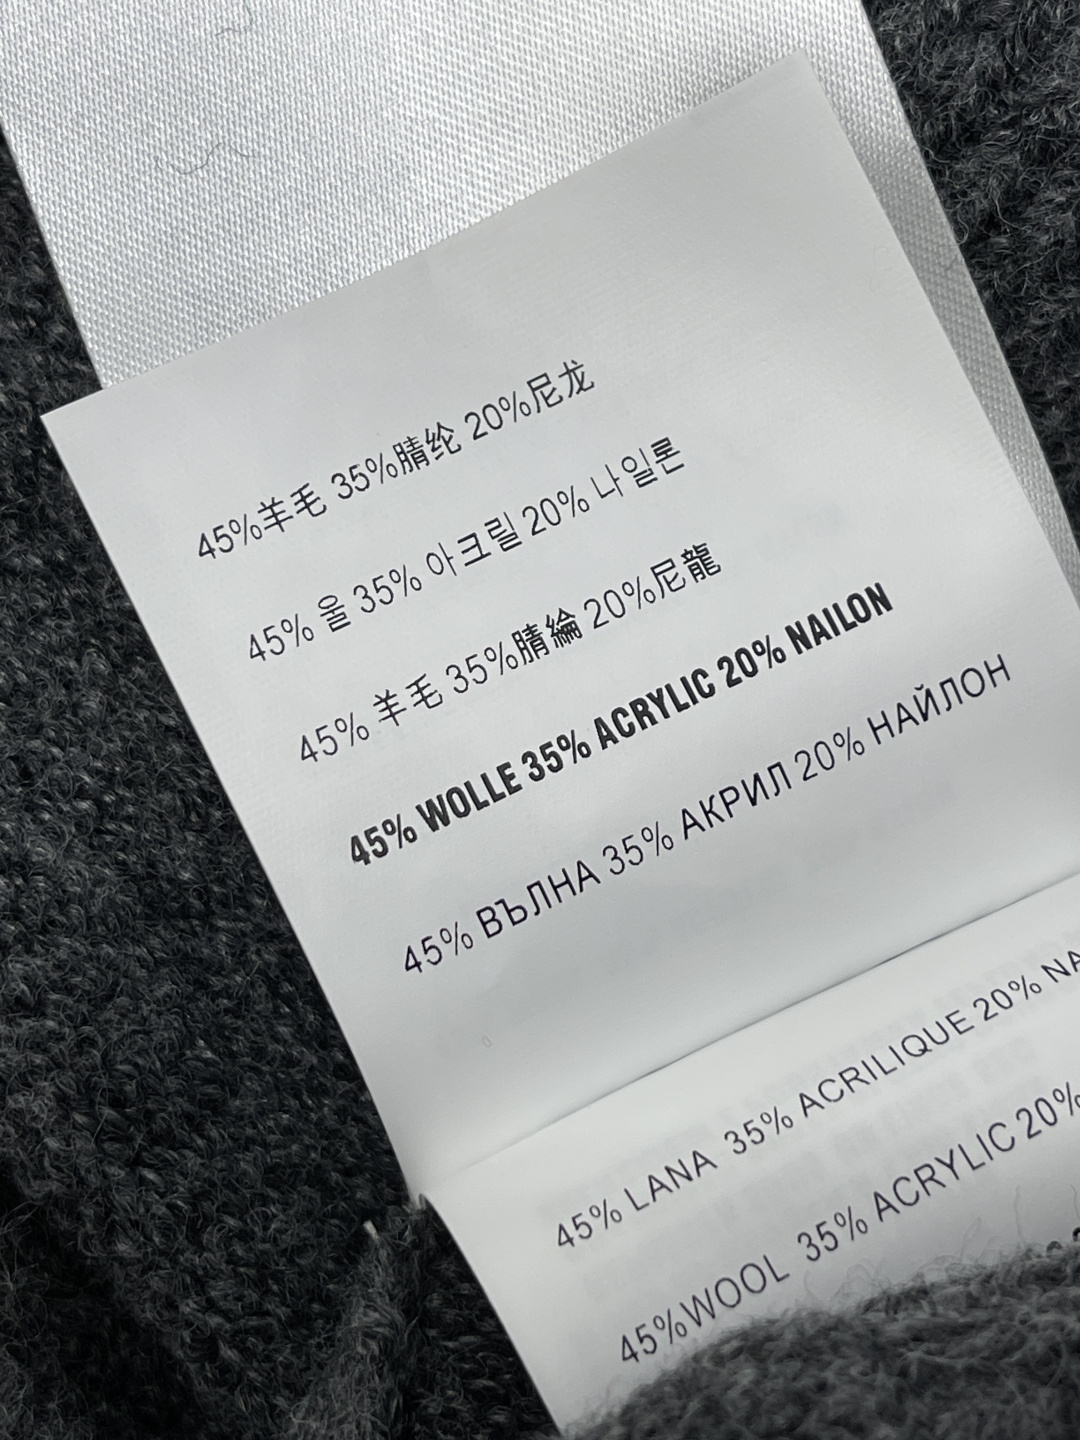 45%羊毛 35%腈纶 20%尼龙
45% 울 35% 아크릴 20% 나일론
45% 羊毛 35%腈綸 20%尼龍
45% WOLLE 35% ACRYLIC 20% NAILON
45% ВЪЛНА 35% АКРИЛ 20% НАЙЛОН
45% LANA 35% ACRILIQUE 20% NA
45%WOOL 35% ACRYLIC 20%